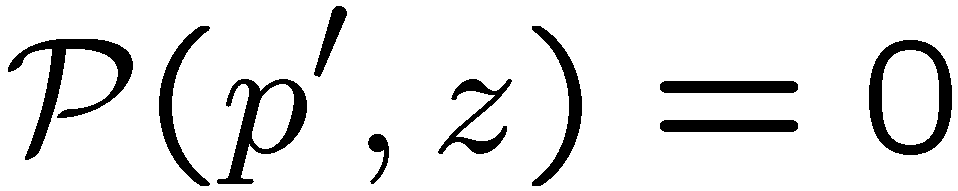 𝒫(p′, z) = 0